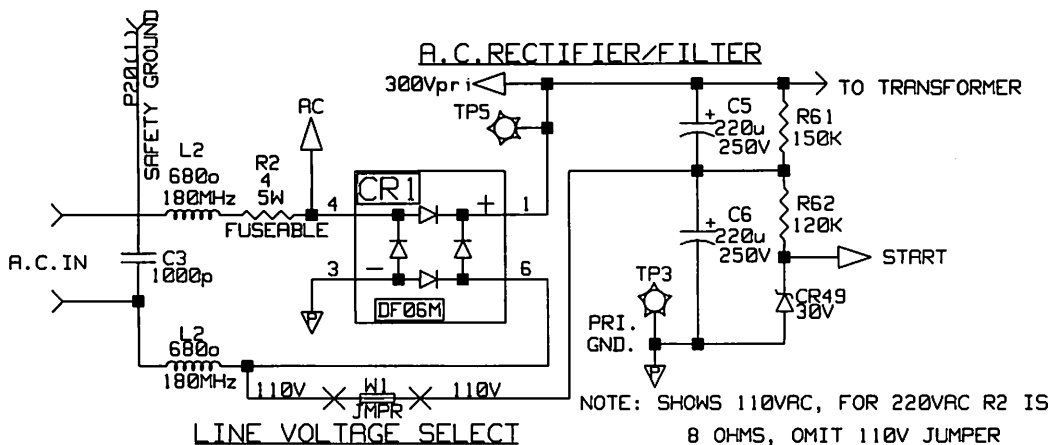 A.C.RECTIFIER/FILTER
P20(1)
SAFETY GROUND
300Vpri
TO TRANSFORMER
AC
TP5
C5
+
220u
250V
R61
150K
L2
680o
180MHz
R2
4
5W
FUSEABLE
CR1
4
+
1
3
-
6
DF06M
C6
+
220u
250V
R62
120K
A.C.IN
C3
1000p
START
P
TP3
CR49
30V
PRI.
GND.
P
L2
680o
180MHz
110V
W1
JMPR
110V
LINE VOLTAGE SELECT
NOTE: SHOWS 110VAC, FOR 220VAC R2 IS
8 OHMS, OMIT 110V JUMPER